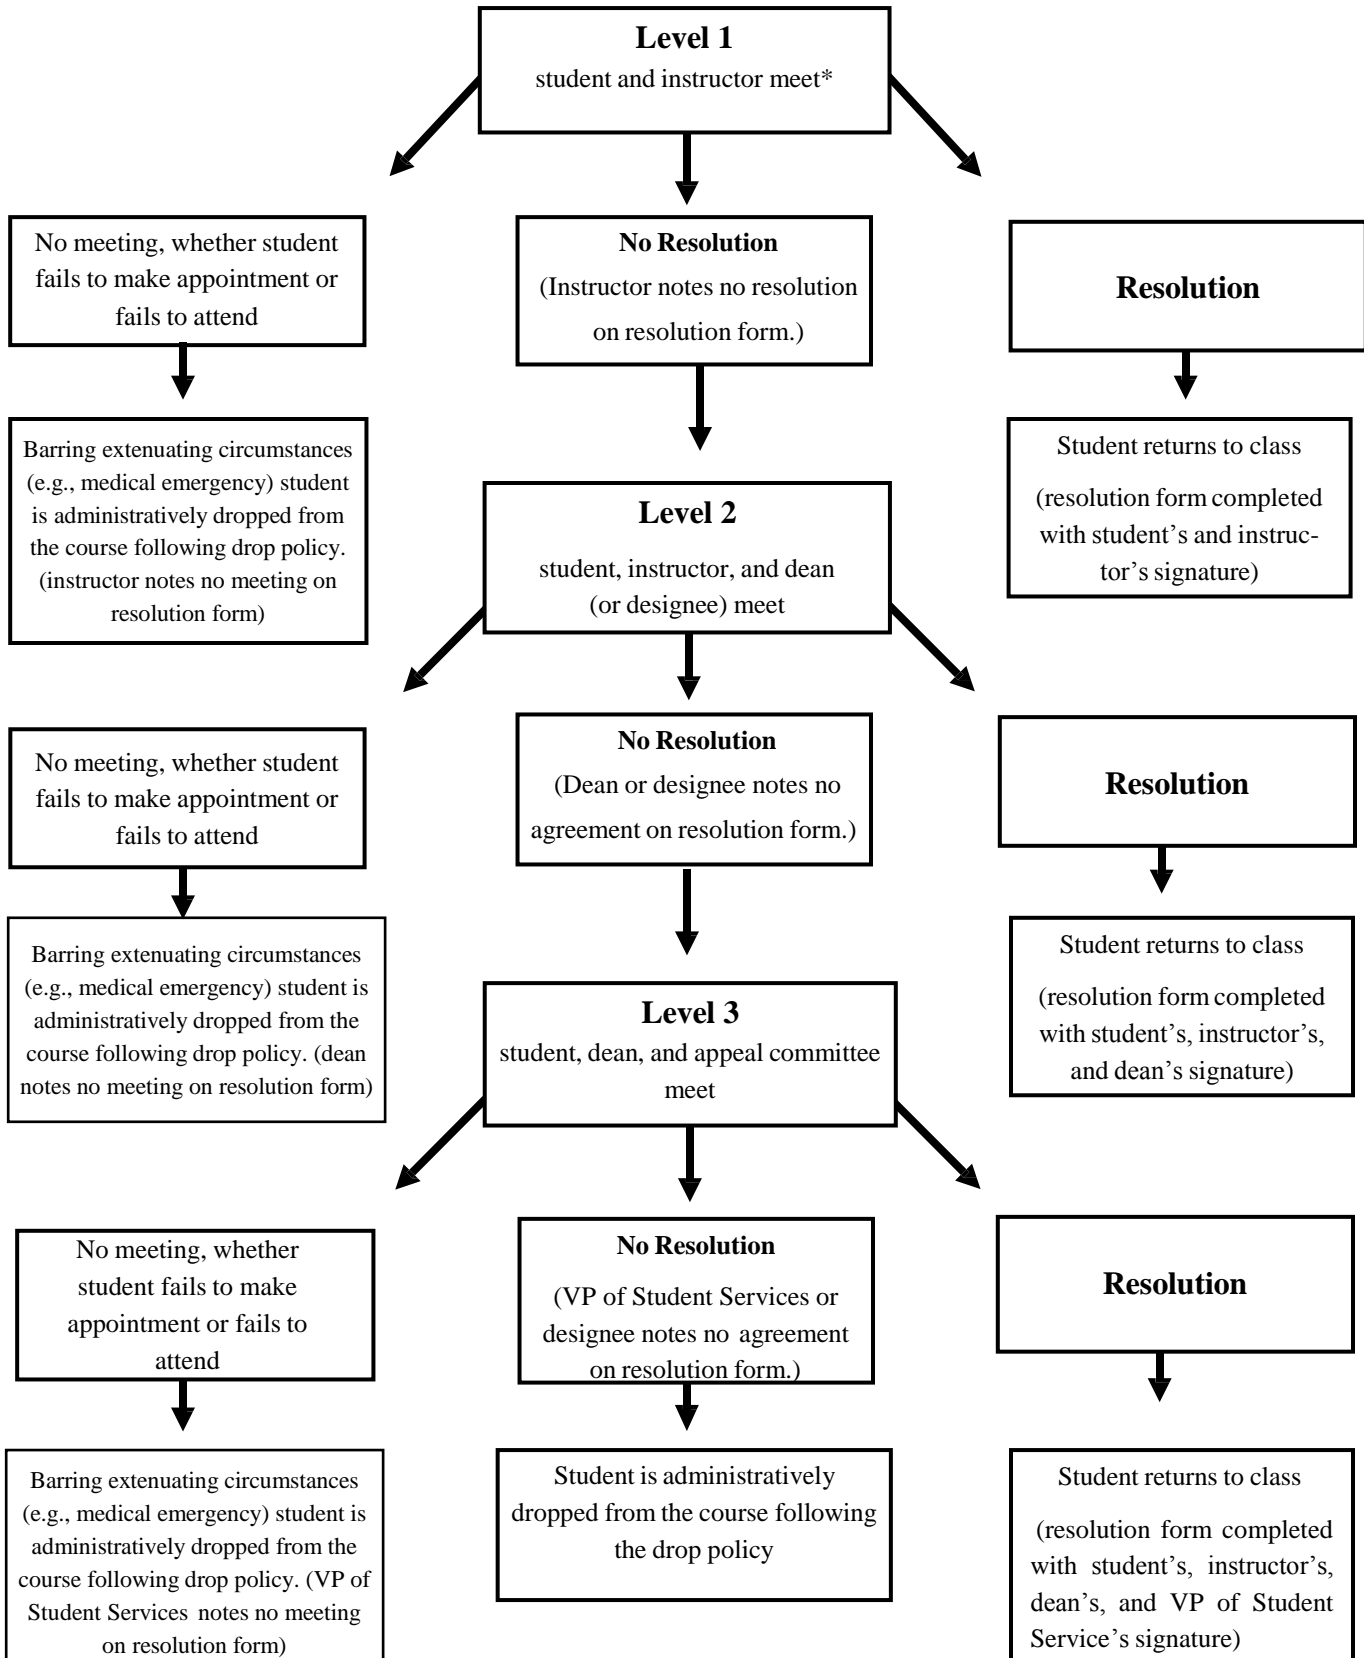 Level 1
student and instructor meet*
No meeting, whether student
fails to make appointment or
fails to attend
No Resolution
(Instructor notes no resolution
on resolution form.)
Resolution
Barring extenuating circumstances
(e.g., medical emergency) student
is administratively dropped from
the course following drop policy.
(instructor notes no meeting on
resolution form)
Student returns to class
(resolution form completed
with student’s and instruc-
tor’s signature)
Level 2
student, instructor, and dean
(or designee) meet
No meeting, whether student
fails to make appointment or
fails to attend
No Resolution
(Dean or designee notes no
agreement on resolution form.)
Resolution
Barring extenuating circumstances
(e.g., medical emergency) student is
administratively dropped from the
course following drop policy. (dean
notes no meeting on resolution form)
Student returns to class
(resolution form completed
with student’s, instructor’s,
and dean’s signature)
Level 3
student, dean, and appeal committee
meet
No meeting, whether
student fails to make
appointment or fails to
attend
No Resolution
(VP of Student Services or
designee notes no agreement
on resolution form.)
Resolution
Barring extenuating circumstances
(e.g., medical emergency) student is
administratively dropped from the
course following drop policy. (VP of
Student Services notes no meeting
on resolution form)
Student is administratively
dropped from the course following
the drop policy
Student returns to class
(resolution form completed
with student’s, instructor’s,
dean’s, and VP of Student
Service’s signature)